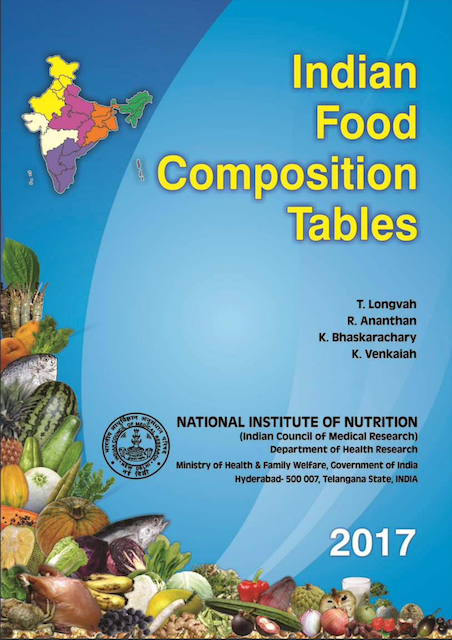 Indian
Food
Composition
Tables
T. Longvah
R. Ananthan
K. Bhaskarachary
K. Venkaiah
NATIONAL INSTITUTE OF NUTRITION
(Indian Council of Medical Research)
Department of Health Research
Ministry of Health & Family Welfare, Government of India
Hyderabad- 500 007, Telangana State, INDIA
2017